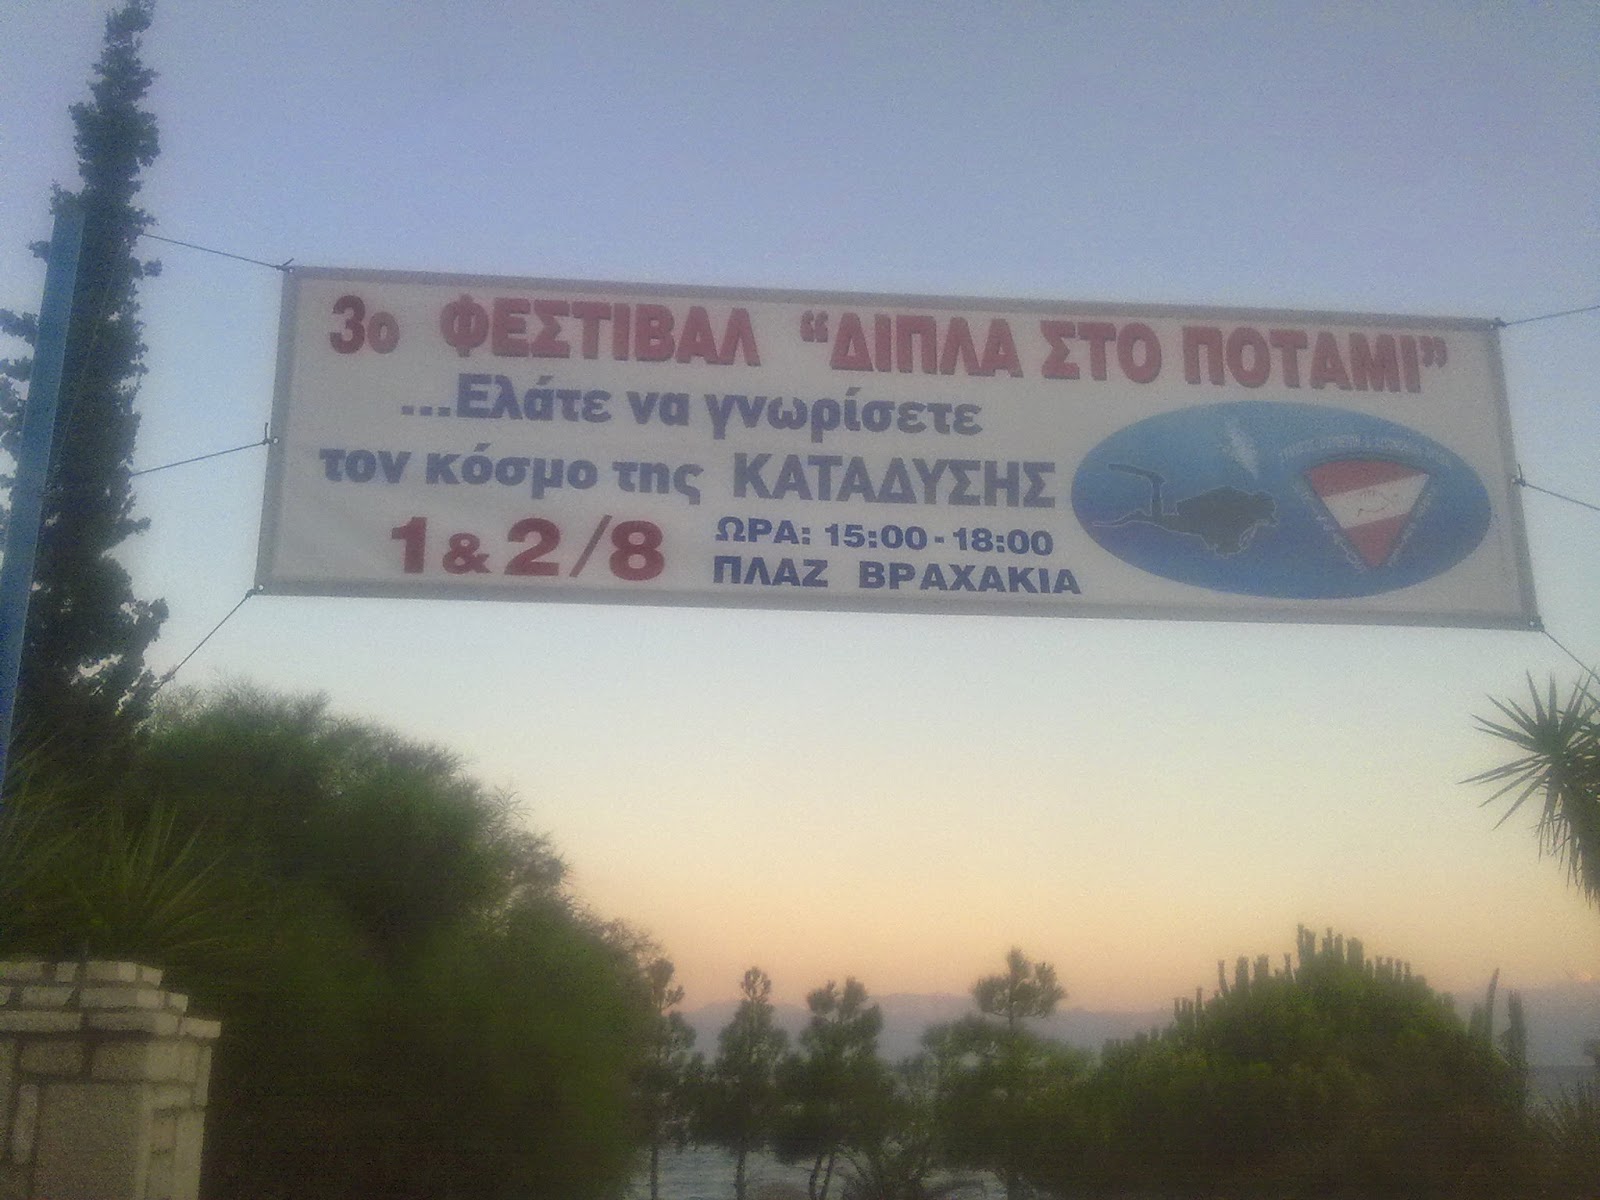 3ο ΦΕΣΤΙΒΑΛ “ΔΙΠΛΑ ΣΤΟ ΠΟΤΑΜΙ”
...Ελάτε να γνωρίσετε
τον κόσμο της ΚΑΤΑΔΥΣΗΣ
1 & 2/8
ΩΡΑ: 15:00 - 18:00
ΠΛΑΖ ΒΡΑΧΑΚΙΑ